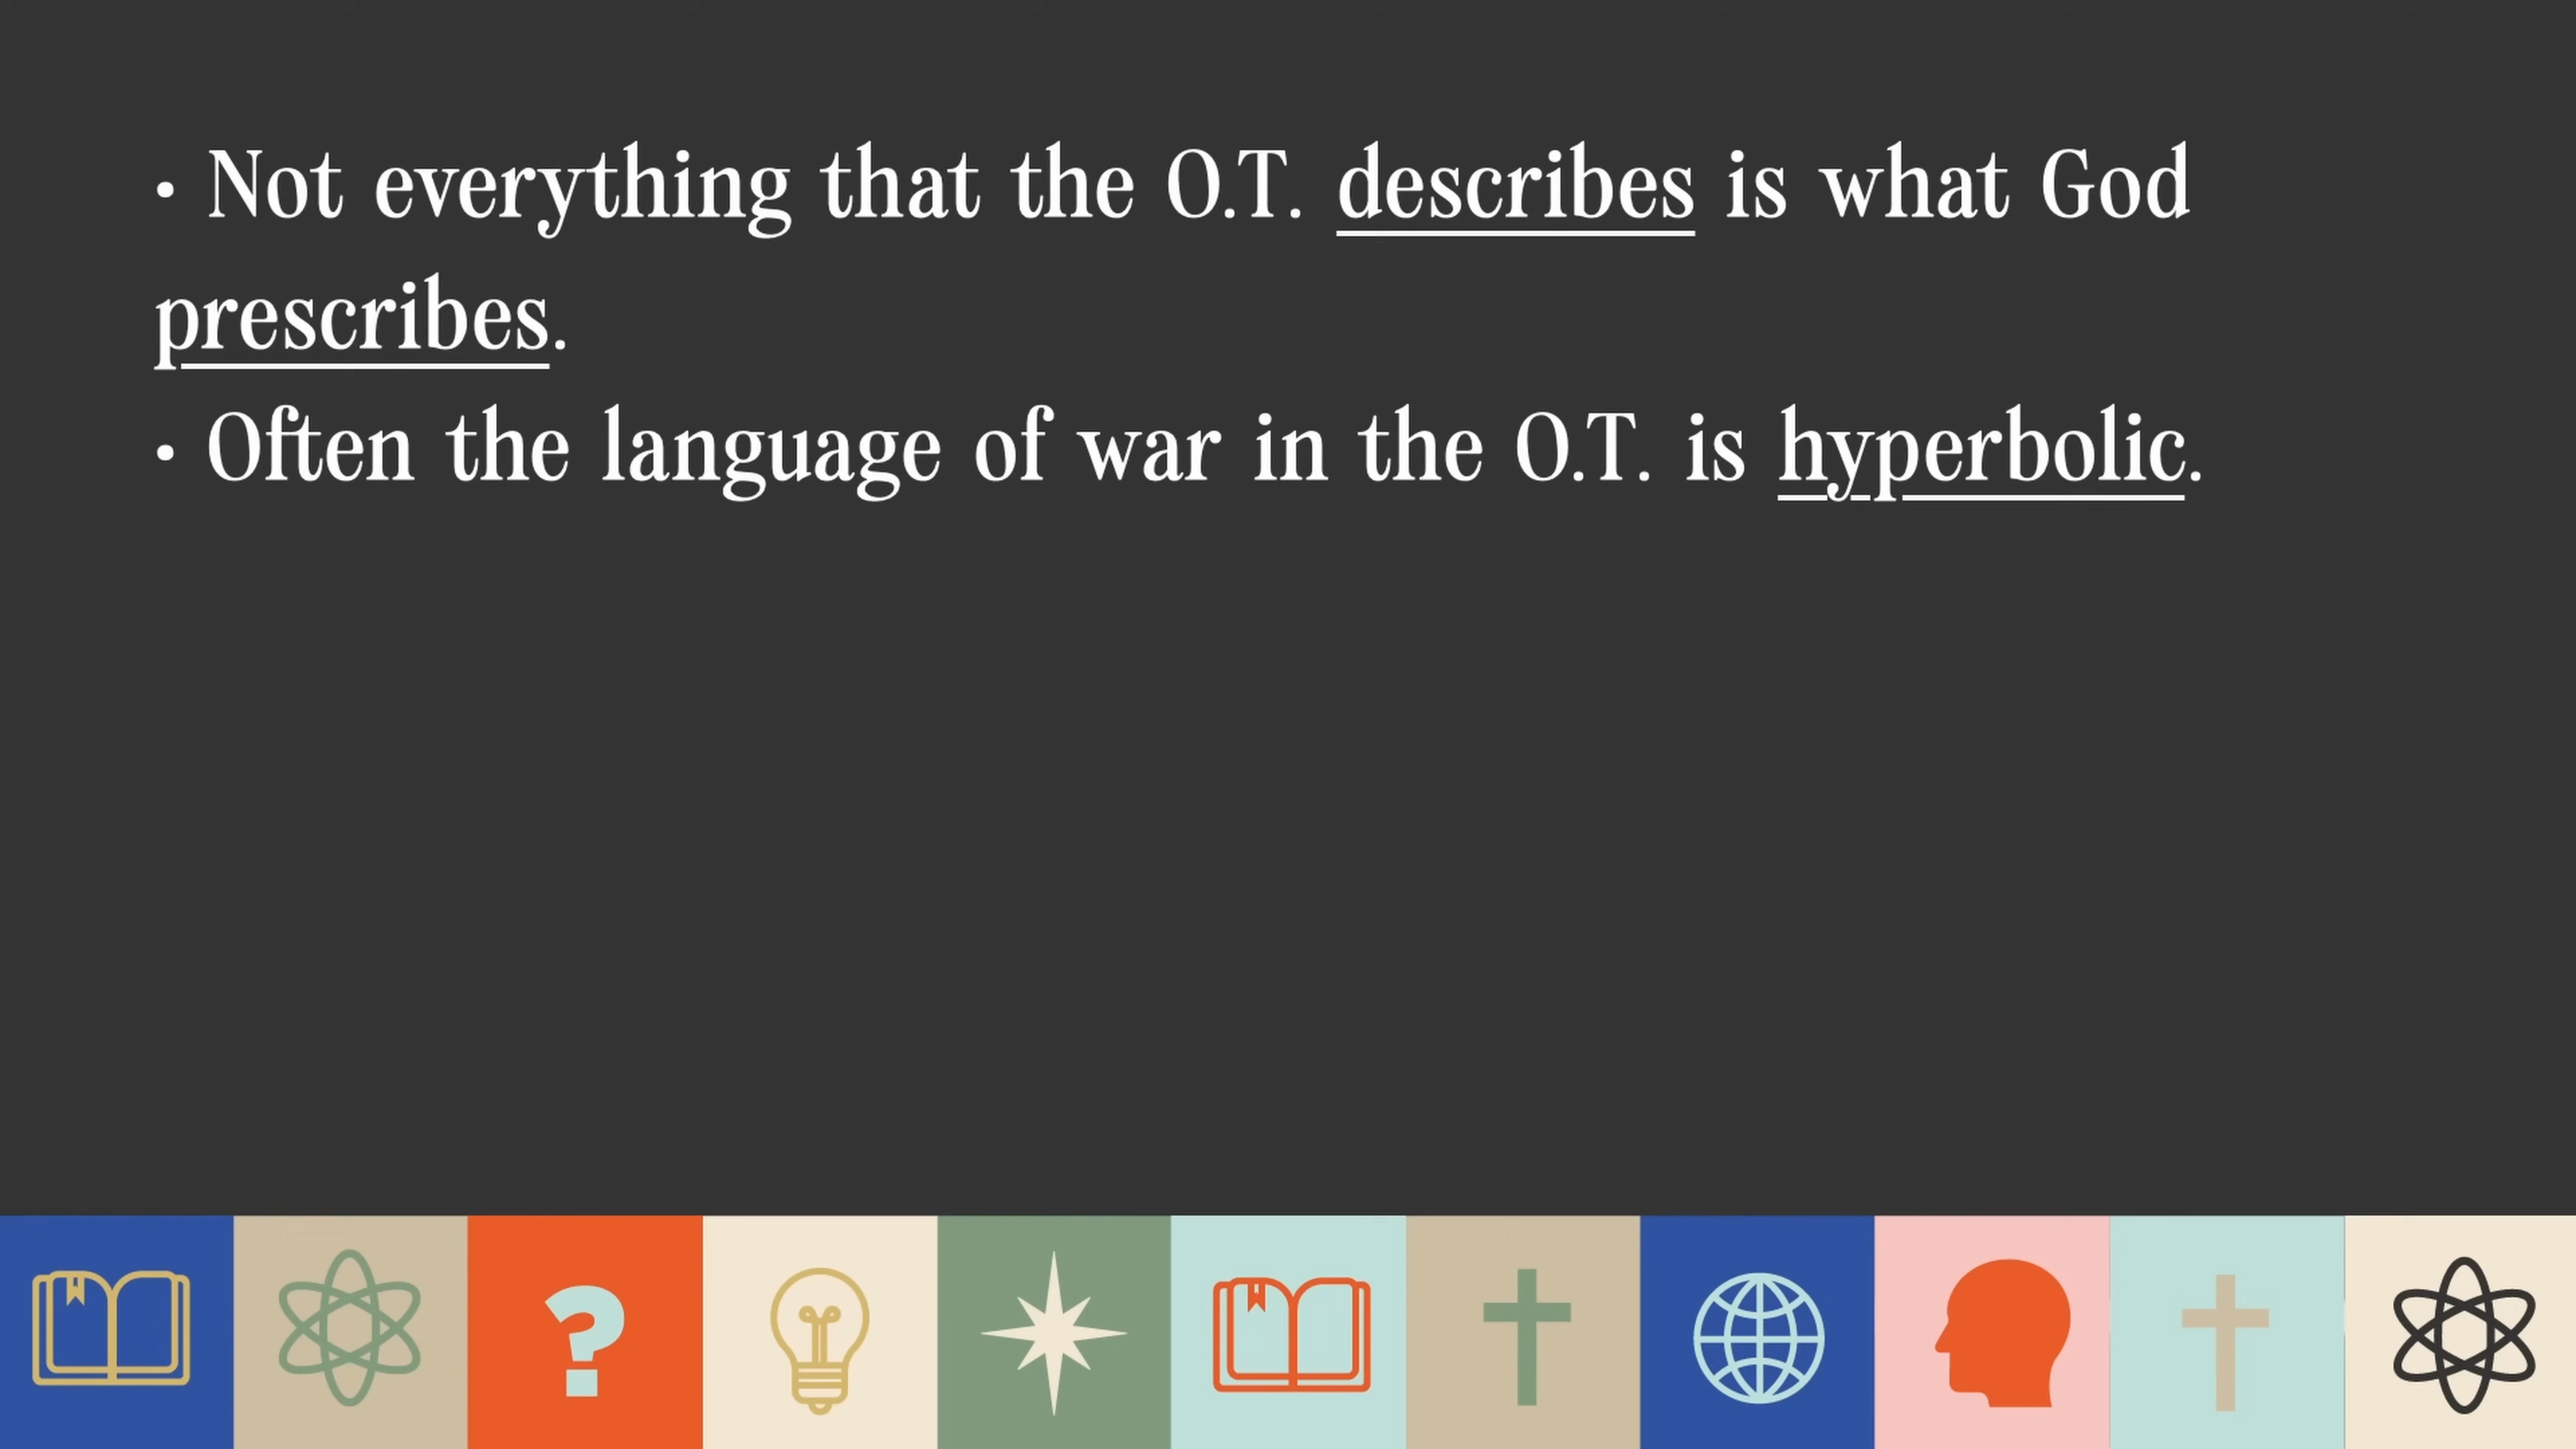 • Not everything that the O.T. describes is what God
prescribes.
• Often the language of war in the O.T. is hyperbolic.
?